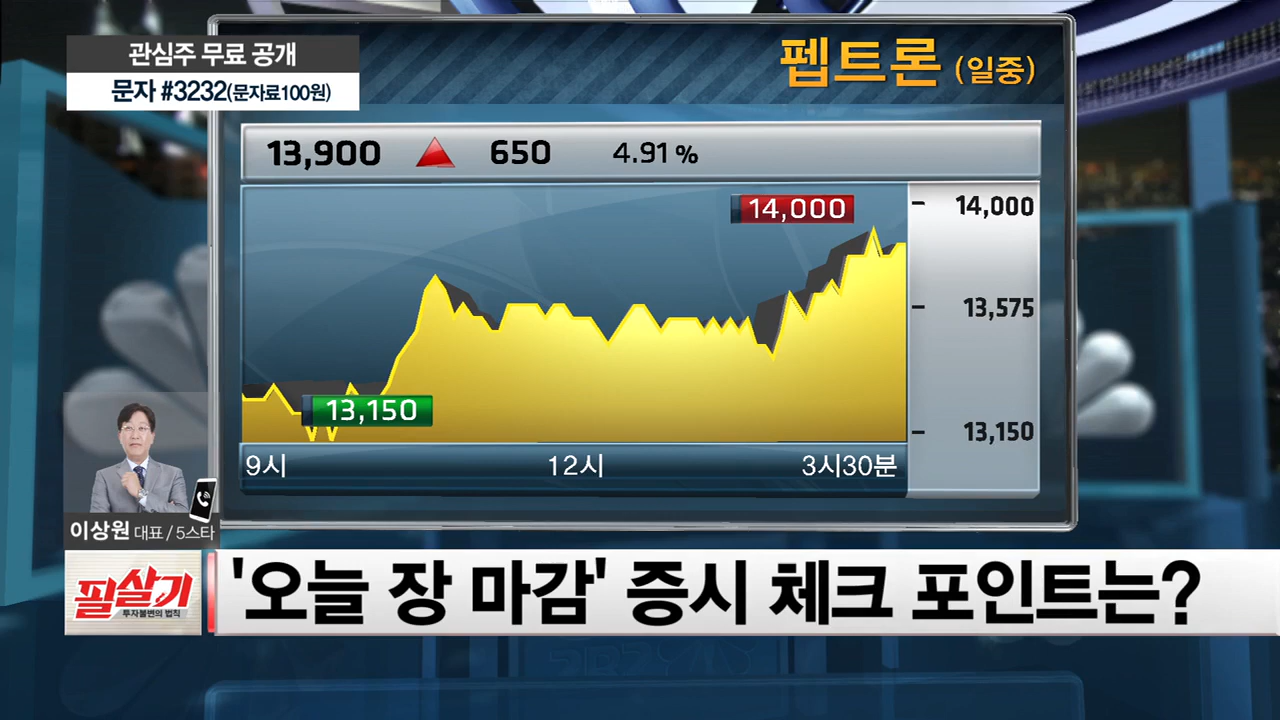 관심주 무료 공개
문자 #3232(문자료100원)
펩트론 (일중)
13,900 ▲ 650 4.91 %
14,000
14,000
13,575
13,150
13,150
9시 12시 3시30분
이상원 대표 / 5스타
필살기
투자불변의 법칙
'오늘 장 마감' 증시 체크 포인트는?